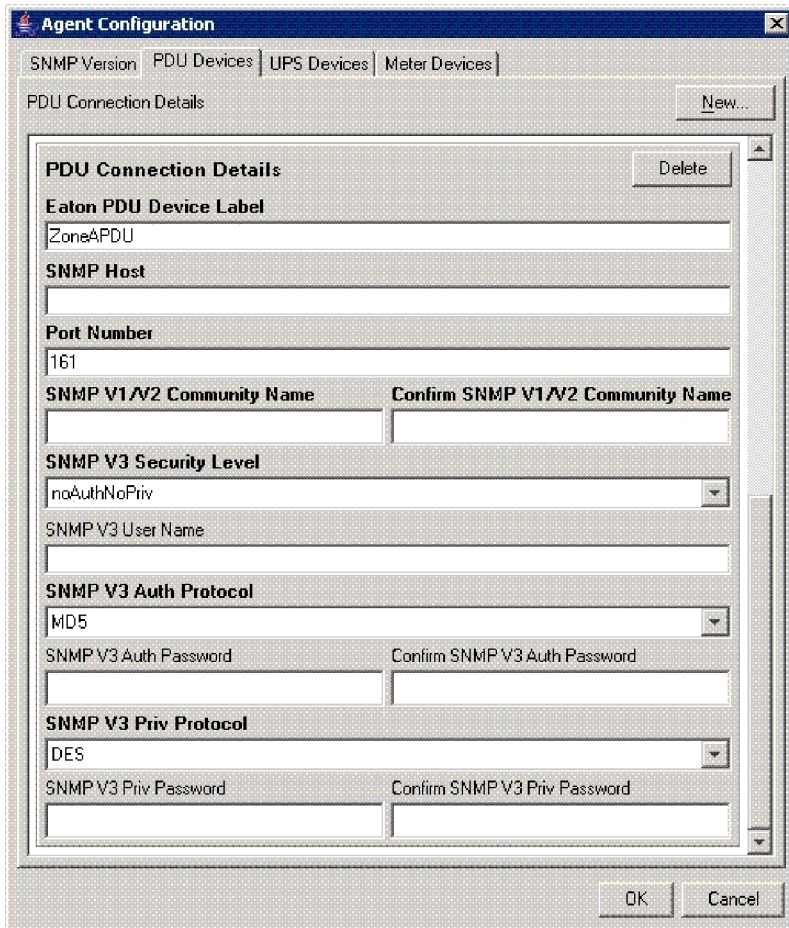 Agent Configuration
SNMP Version PDU Devices UPS Devices Meter Devices
PDU Connection Details New...
PDU Connection Details Delete
Eaton PDU Device Label
ZoneAPDU
SNMP Host
Port Number
161
SNMP V1/V2 Community Name Confirm SNMP V1/V2 Community Name
SNMP V3 Security Level
noAuthNoPriv
SNMP V3 User Name
SNMP V3 Auth Protocol
MD5
SNMP V3 Auth Password Confirm SNMP V3 Auth Password
SNMP V3 Priv Protocol
DES
SNMP V3 Priv Password Confirm SNMP V3 Priv Password
OK Cancel